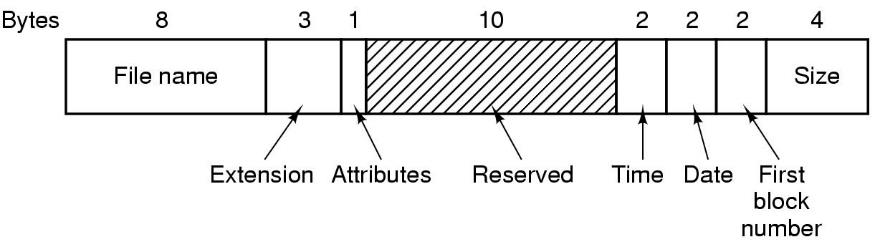 Bytes 8 3 1 10 2 2 2 4
File name Size
Extension Attributes Reserved Time Date First
block
number